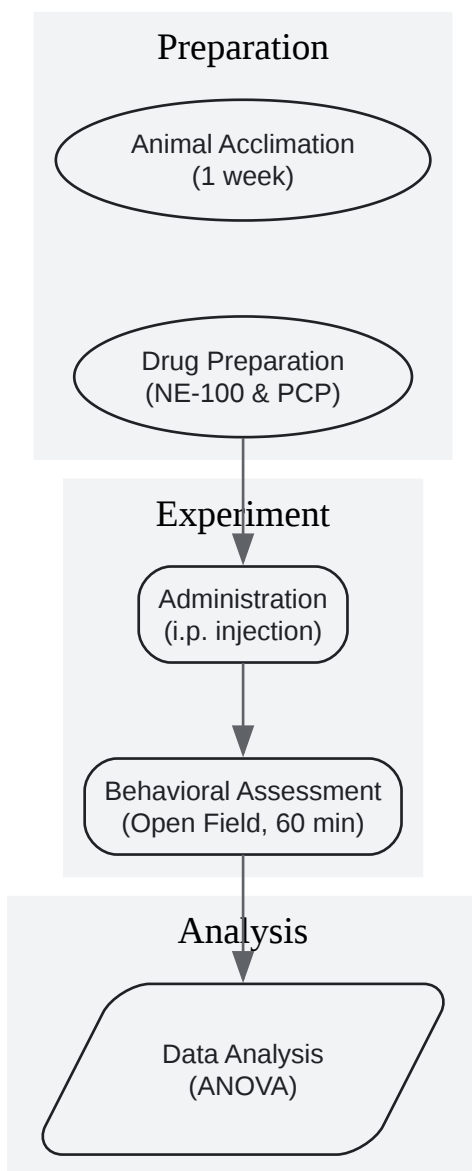 Preparation
Animal Acclimation
(1 week)
Drug Preparation
(NE-100 & PCP)
Experiment
Administration
(i.p. injection)
Behavioral Assessment
(Open Field, 60 min)
Analysis
Data Analysis
(ANOVA)